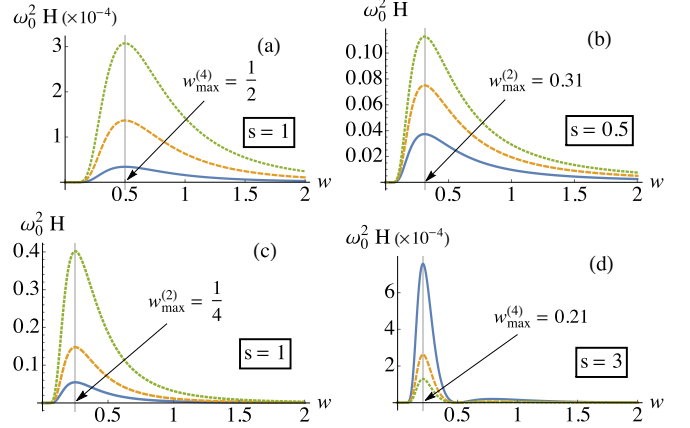 ω₀² H (×10⁻⁴)
(a)
w_max^(4) = 1/2
s = 1
3
2
1
0.5
1
1.5
2
w
ω₀² H
(b)
w_max^(2) = 0.31
s = 0.5
0.10
0.08
0.06
0.04
0.02
0.5
1
1.5
2
w
ω₀² H
(c)
w_max^(2) = 1/4
s = 1
0.4
0.3
0.2
0.1
0.5
1
1.5
2
w
ω₀² H (×10⁻⁴)
(d)
w_max^(4) = 0.21
s = 3
6
4
2
0.5
1
1.5
2
w